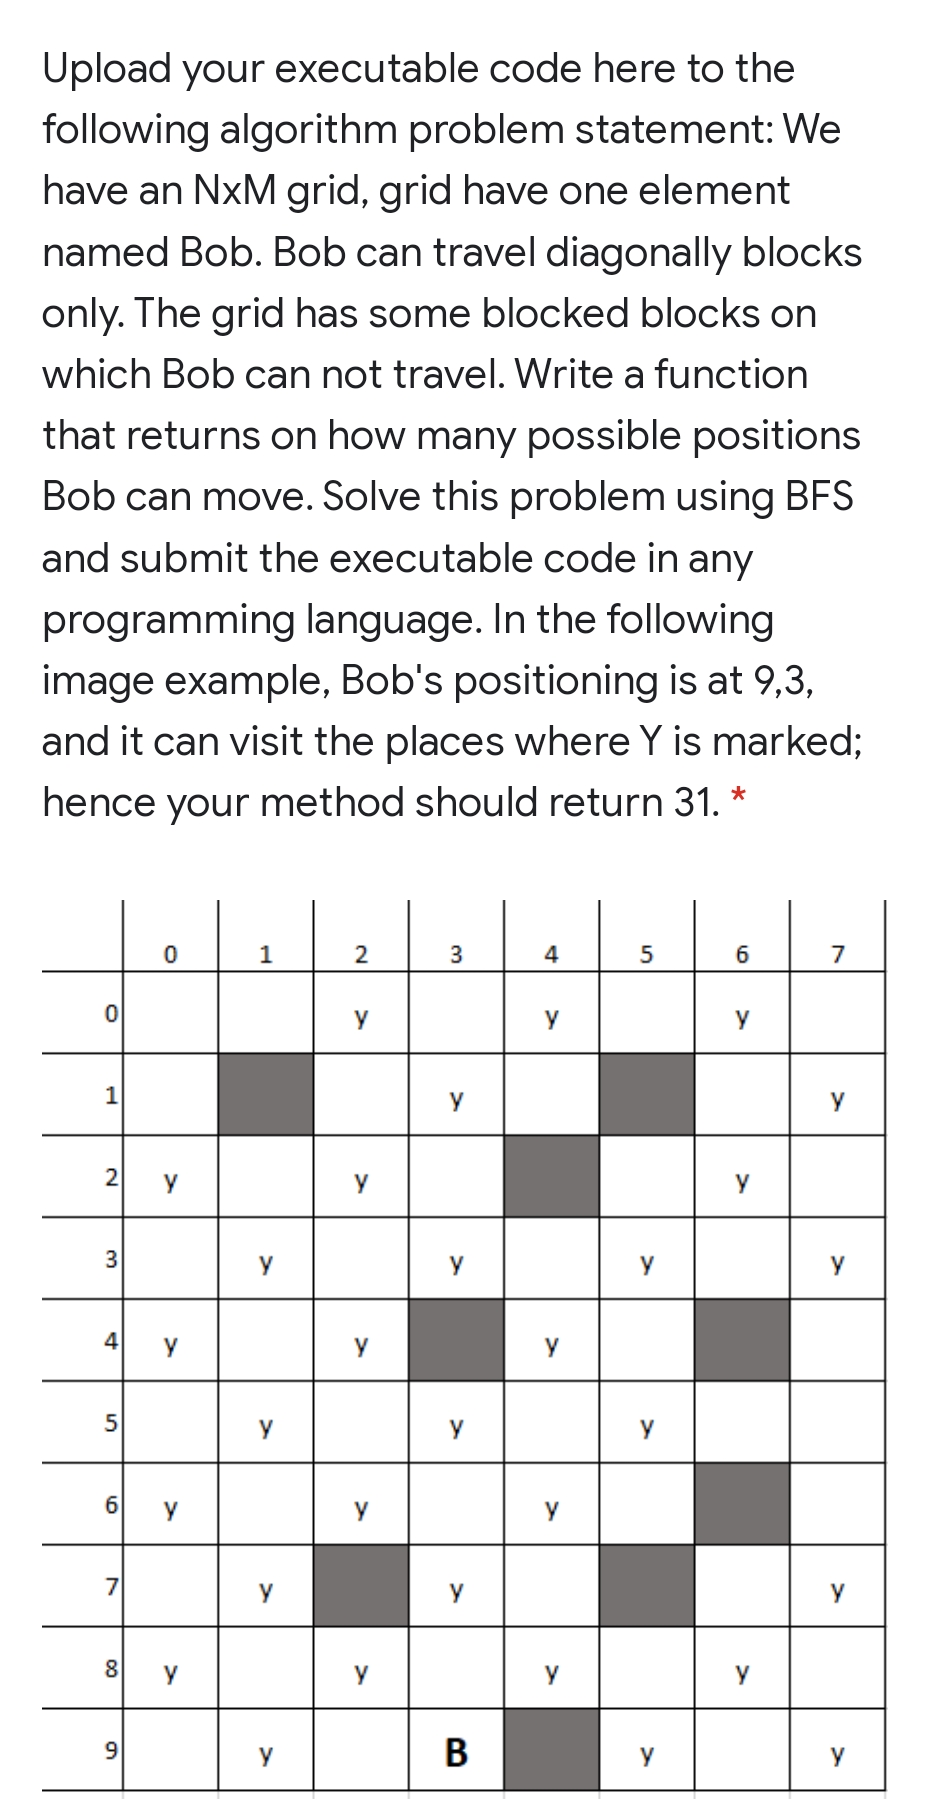 Upload your executable code here to the
following algorithm problem statement: We
have an NxM grid, grid have one element
named Bob. Bob can travel diagonally blocks
only. The grid has some blocked blocks on
which Bob can not travel. Write a function
that returns on how many possible positions
Bob can move. Solve this problem using BFS
and submit the executable code in any
programming language. In the following
image example, Bob's positioning is at 9,3,
and it can visit the places where Y is marked;
hence your method should return 31. *
0 1 2 3 4 5 6 7
0 y y y
1 y y
2 y y y
3 y y y y
4 y y y
5 y y y
6 y y y
7 y y y
8 y y y y
9 y B y y